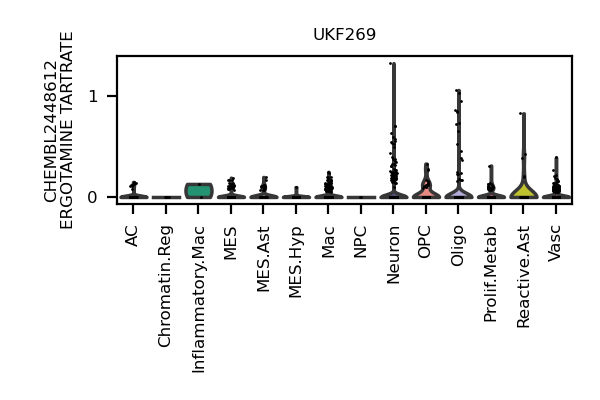 UKF269
CHEMBL2448612
ERGOTAMINE TARTRATE
1
0
AC
Chromatin.Reg
Inflammatory.Mac
MES
MES.Ast
MES.Hyp
Mac
NPC
Neuron
OPC
Oligo
Prolif.Metab
Reactive.Ast
Vasc